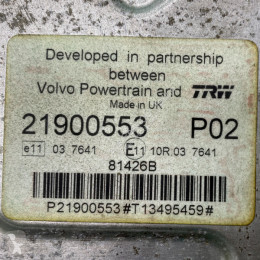 Developed in partnership
between
Volvo Powertrain and TRW
Made in UK
21900553 P02
e11 03 7641 E11 10R 03 7641
81426B
P21900553#T13495459#